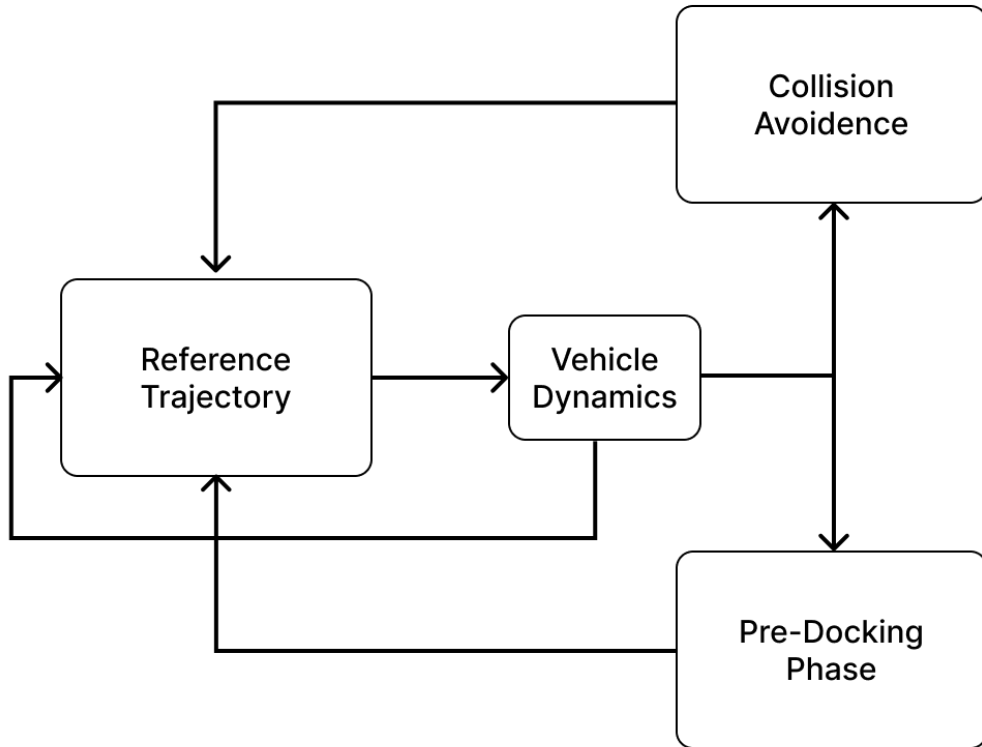 Collision
Avoidence
Reference
Trajectory
Vehicle
Dynamics
Pre-Docking
Phase